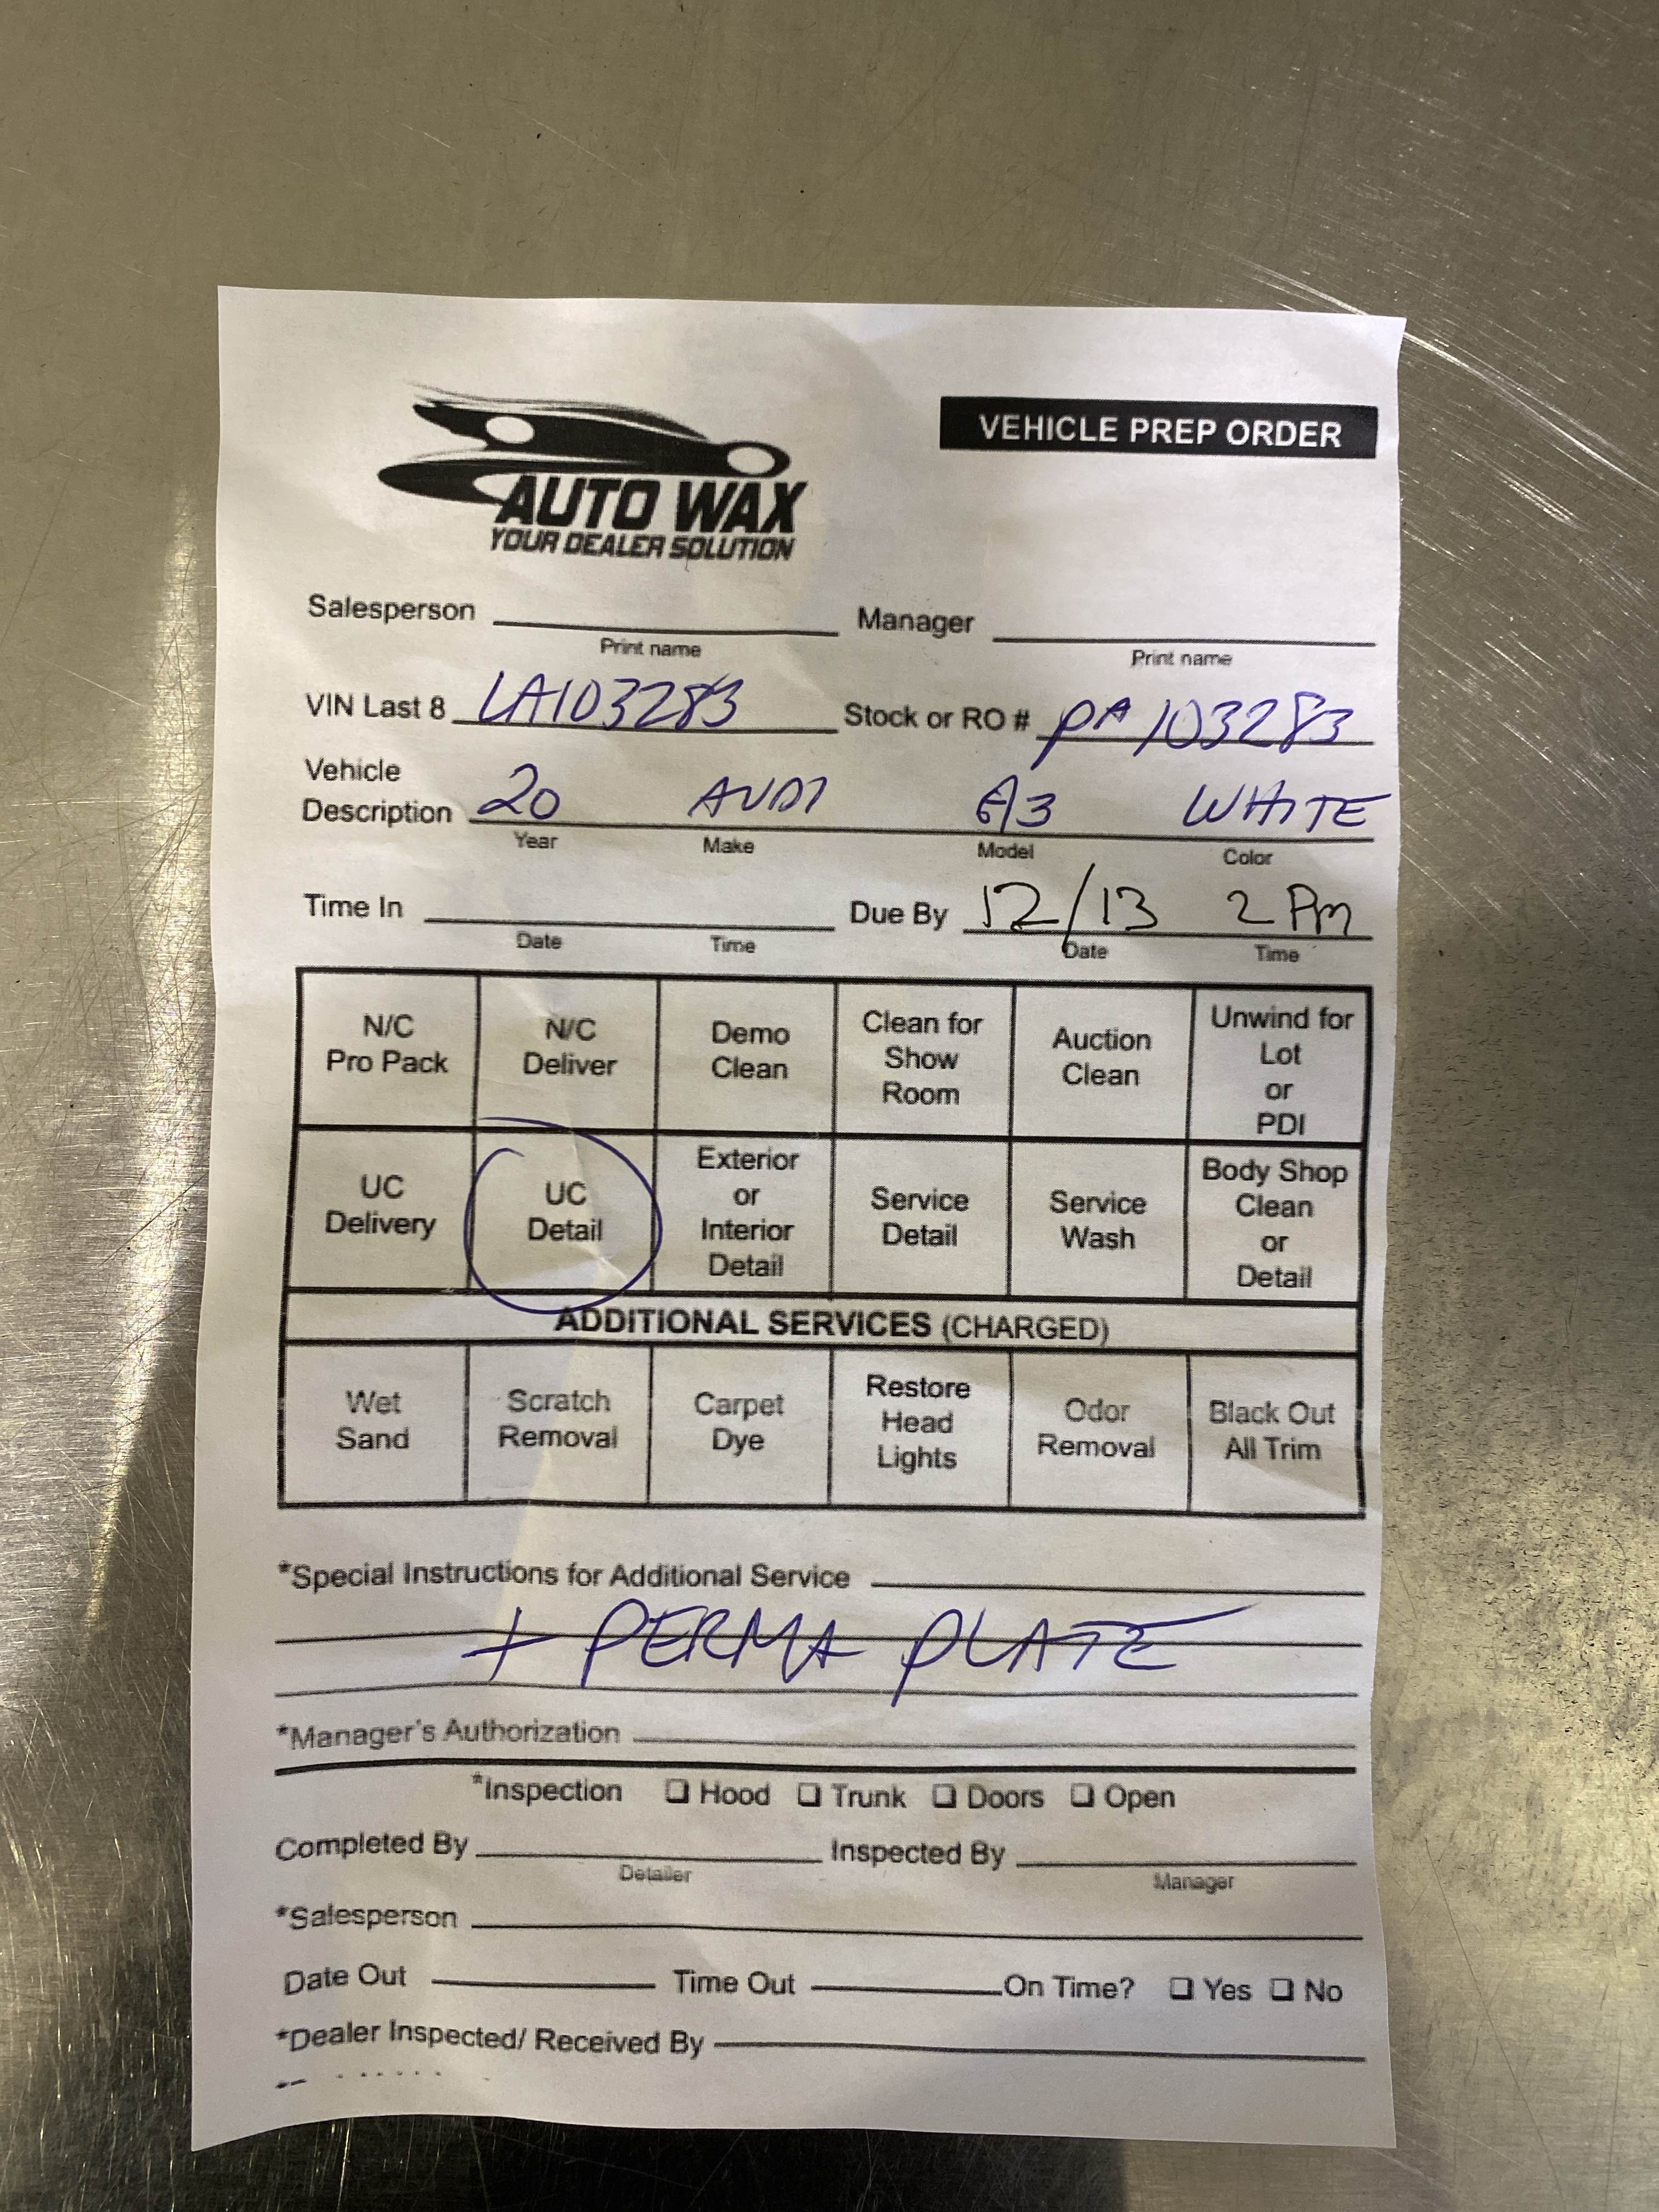 VEHICLE PREP ORDER
AUTO WAX
YOUR DEALER SOLUTION
Salesperson Manager
Print name Print name
VIN Last 8 LA103283 Stock or RO # PA103283
Vehicle
Description 20 AUDI WHITE
Year Make Model Color
Time In Due By 12/13 2 Pm
Date Time Date Time
N/C
Pro Pack
N/C
Deliver
Demo
Clean
Clean for
Show
Room
Auction
Clean
Unwind for
Lot
or
PDI
UC
Delivery
UC
Detail
Exterior
or
Interior
Detail
Service
Detail
Service
Wash
Body Shop
Clean
or
Detail
ADDITIONAL SERVICES (CHARGED)
Wet
Sand
Scratch
Removal
Carpet
Dye
Restore
Head
Lights
Odor
Removal
Black Out
All Trim
*Special Instructions for Additional Service
+ PERMA PLATE
*Manager's Authorization
*Inspection ❑ Hood ❑ Trunk ❑ Doors ❑ Open
Completed By Inspected By
Detailer Manager
*Salesperson
Date Out Time Out On Time? ❑ Yes ❑ No
*Dealer Inspected/ Received By